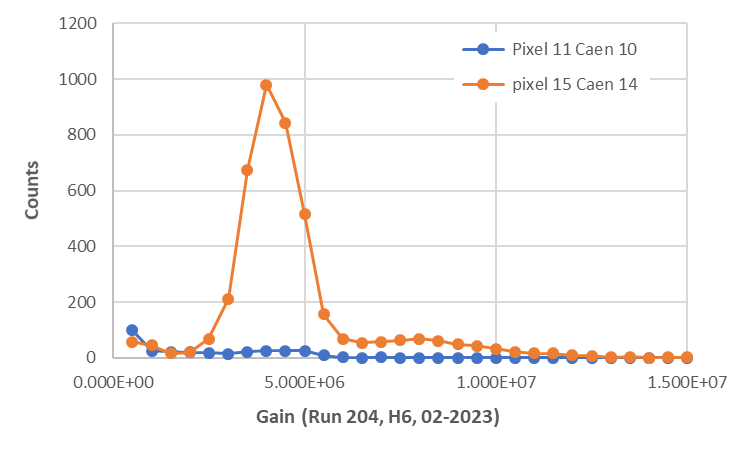 1200
1000
800
600
400
200
0
Counts
Pixel 11 Caen 10
pixel 15 Caen 14
0.000E+00 5.000E+06 1.000E+07 1.500E+07
Gain (Run 204, H6, 02-2023)